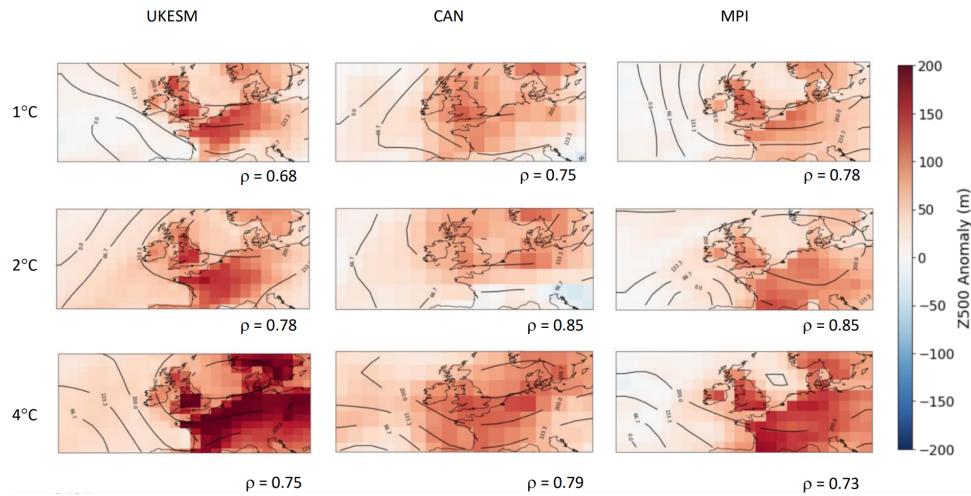 UKESM CAN MPI
1°C
ρ = 0.68 ρ = 0.75 ρ = 0.78
2°C
ρ = 0.78 ρ = 0.85 ρ = 0.85
4°C
ρ = 0.75 ρ = 0.79 ρ = 0.73
200
150
100
50
0
−50
−100
−150
−200
Z500 Anomaly (m)